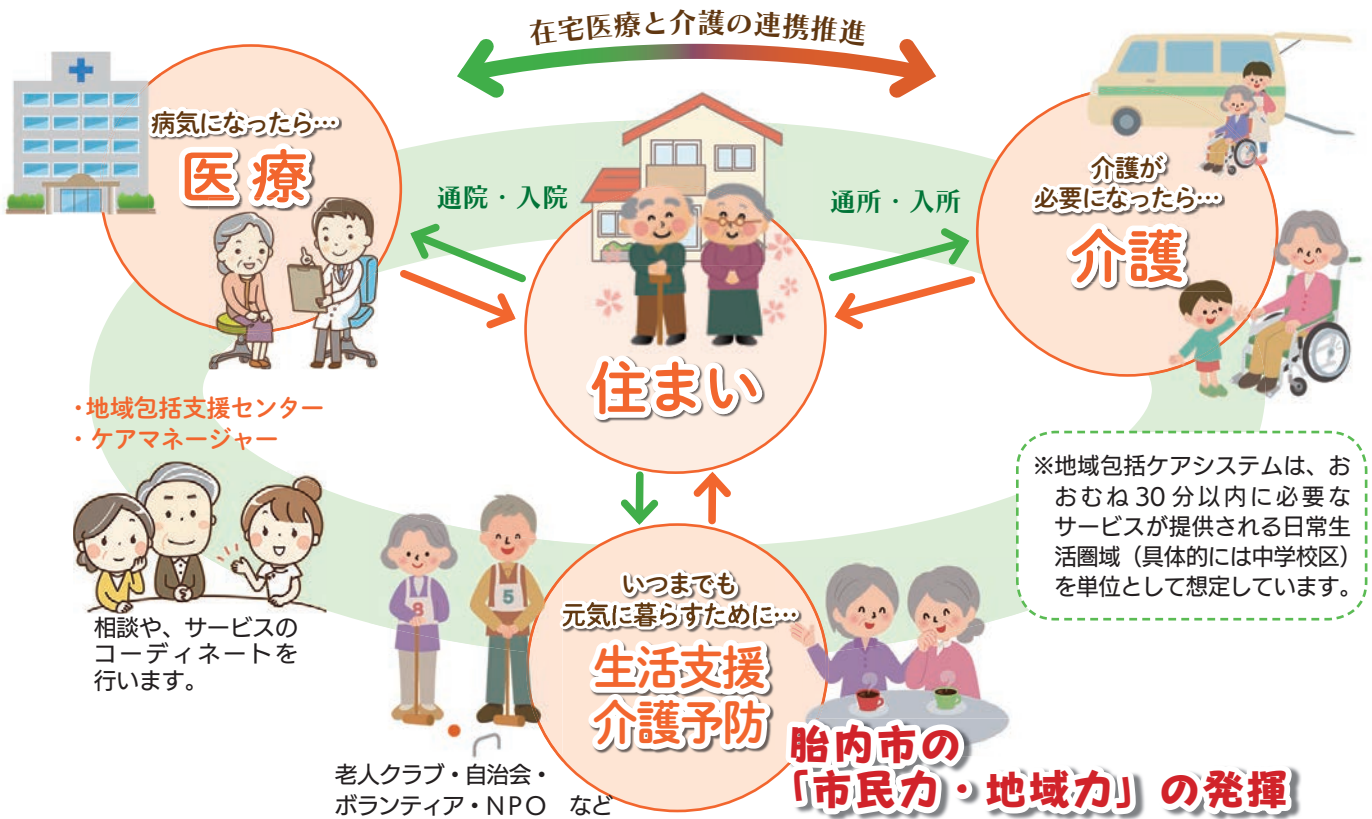 在宅医療と介護の連携推進
病気になったら…
医療
通院・入院
通所・入所
介護が
必要になったら…
介護
住まい
・地域包括支援センター
・ケアマネージャー
相談や、サービスの
コーディネートを
行います。
※地域包括ケアシステムは、お
おむね30分以内に必要な
サービスが提供される日常生
活圏域（具体的には中学校区）
を単位として想定しています。
8
5
いつまでも
元気に暮らすために…
生活支援
介護予防
老人クラブ・自治会・
ボランティア・NPO など
胎内市の
「市民力・地域力」の発揮